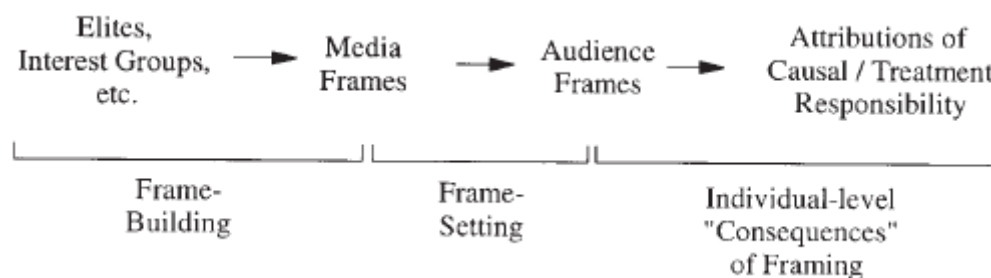 Elites,
Interest Groups,
etc.
Media
Frames
Audience
Frames
Attributions of
Causal / Treatment
Responsibility
Frame-
Building
Frame-
Setting
Individual-level
"Consequences"
of Framing